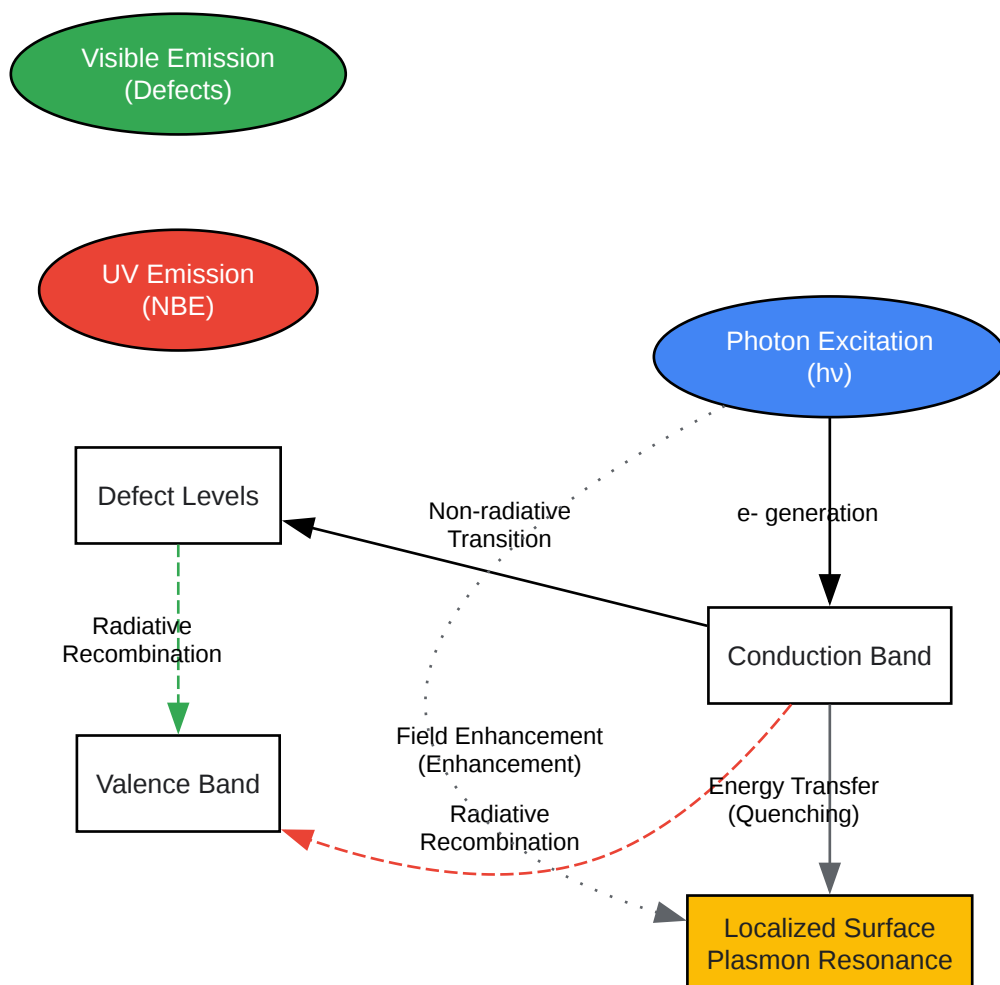 Visible Emission
(Defects)
UV Emission
(NBE)
Photon Excitation
(hν)
Defect Levels
Non-radiative
Transition
e- generation
Radiative
Recombination
Conduction Band
Valence Band
Field Enhancement
(Enhancement)
Energy Transfer
(Quenching)
Radiative
Recombination
Localized Surface
Plasmon Resonance